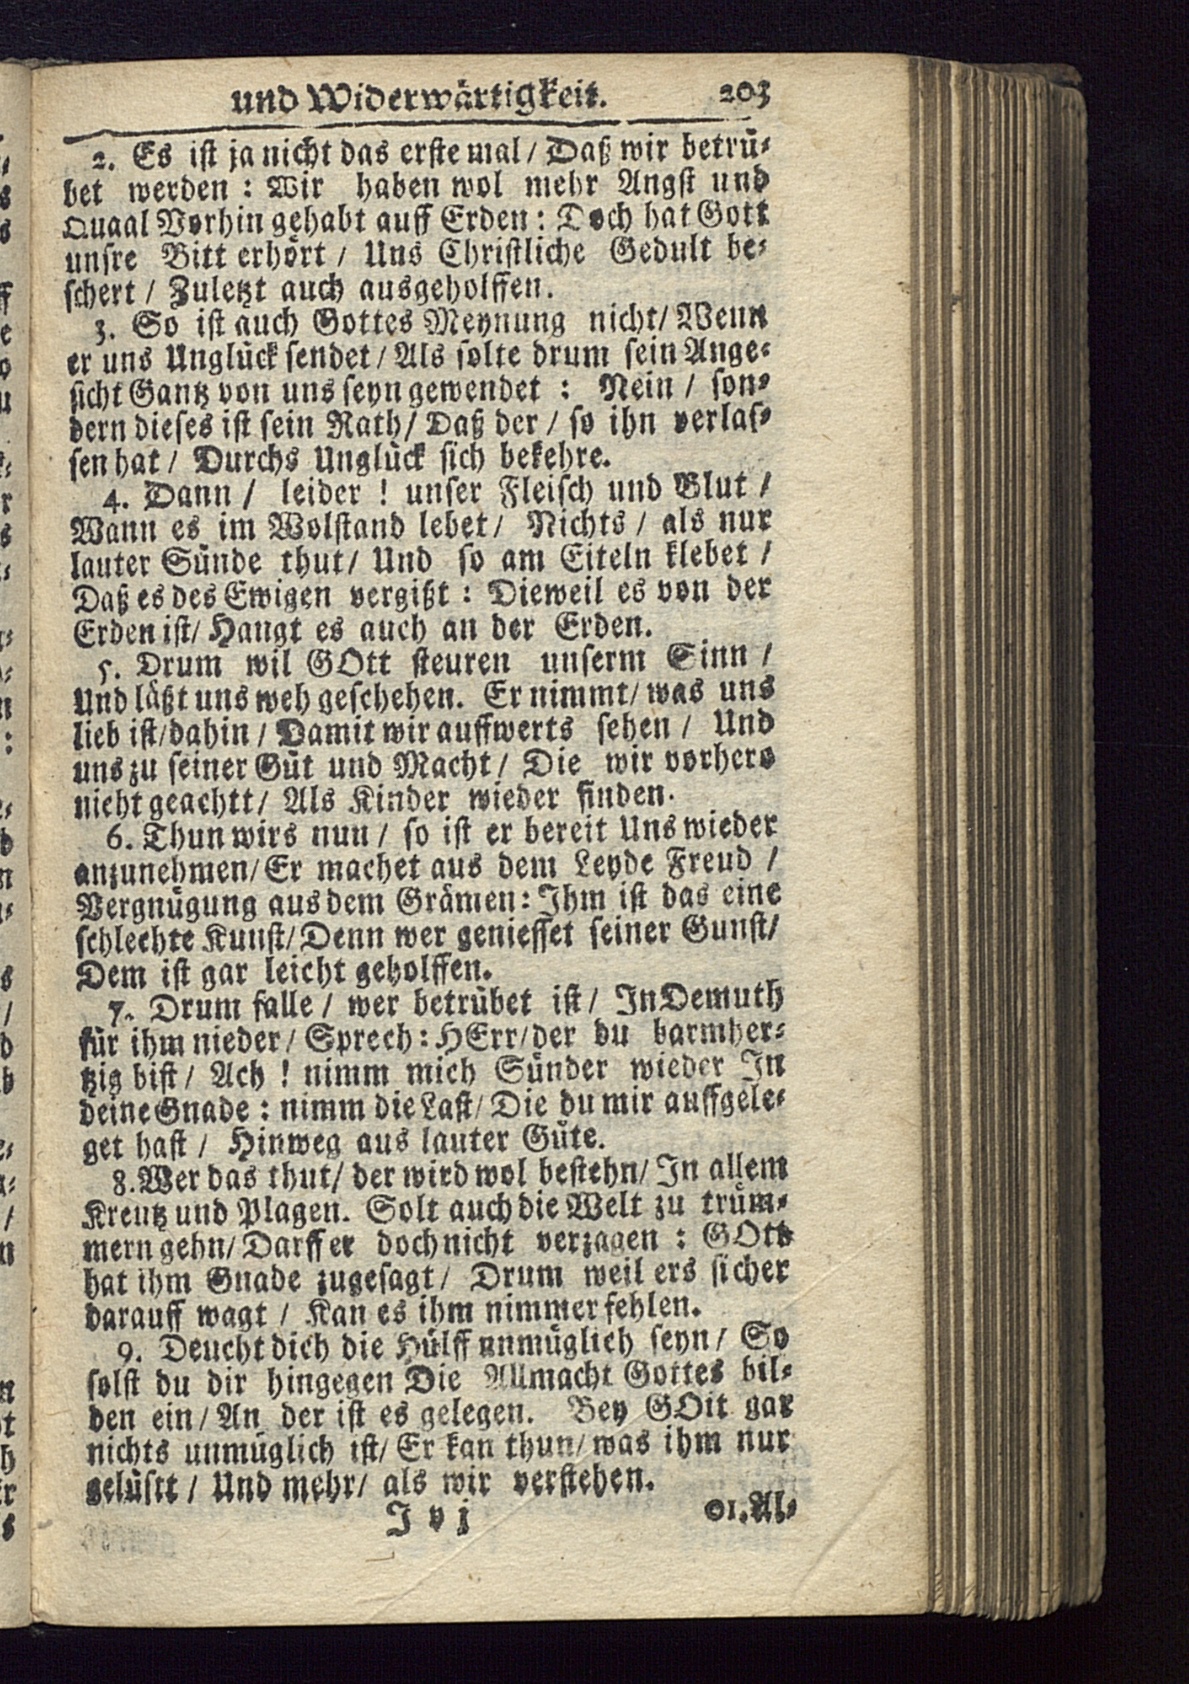 und Widerwärtigkeit. 203
2. Es ist ja nicht das erste mal / Daß wir betrü-
bet werden : Wir haben wol mehr Angst und
Quaal Vorhin gehabt auff Erden : Doch hat Gott
unsre Bitt erhört / Uns Christliche Gedult be-
schert / Zuletzt auch ausgeholffen.
3. So ist auch Gottes Meynung nicht / Wenn
er uns Unglück sendet / Als solte drum sein Ange-
sicht Gantz von uns seyn gewendet : Nein / son-
dern dieses ist sein Rath / Daß der / so ihn verlas-
sen hat / Durchs Unglück sich bekehre.
4. Dann / leider ! unser Fleisch und Blut /
Wann es im Wolstand lebet / Nichts / als nur
lauter Sünde thut / Und so am Eiteln klebet /
Daß es des Ewigen vergißt : Dieweil es von der
Erden ist / Hangt es auch an der Erden.
5. Drum wil GOtt steuren unserm Sinn /
Und läßt uns weh geschehen. Er nimmt / was uns
lieb ist / dahin / Damit wir auffwerts sehen / Und
uns zu seiner Güt und Macht / Die wir vorhero
nicht geachtt / Als Kinder wieder finden.
6. Thun wirs nun / so ist er bereit Uns wieder
anzunehmen / Er machet aus dem Leyde Freud /
Vergnügung aus dem Grämen : Ihm ist das eine
schlechte Kunst / Denn wer geniesset seiner Gunst /
Dem ist gar leicht geholffen.
7. Drum falle / wer betrübet ist / In Demuth
für ihm nieder / Sprech : HErr / der du barmher-
tzig bist / Ach ! nimm mich Sünder wieder In
deine Gnade : nimm die Last / Die du mir auffgele-
get hast / Hinweg aus lauter Güte.
8. Wer das thut / der wird wol bestehn / In allem
Kreutz und Plagen. Solt auch die Welt zu trüm-
mern gehn / Darff er doch nicht verzagen : GOtt
hat ihm Gnade zugesagt / Drum weil ers sicher
darauff wagt / Kan es ihm nimmer fehlen.
9. Deucht dich die Hülff unmüglich seyn / So
solst du dir hingegen Die Allmacht Gottes bil-
den ein / An der ist es gelegen. Bey GOtt gar
nichts unmüglich ist / Er kan thun / was ihm nur
gelüstt / Und mehr / als wir verstehen.
I v j 01. Al-